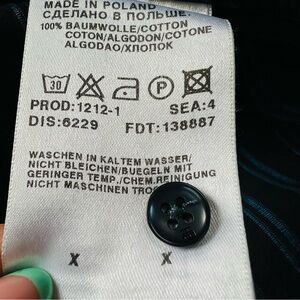 MADE IN POLAND
СДЕЛАНО В ПОЛЬШЕ
100% BAUMWOLLE/COTTON
COTON/ALGODON/COTONE
ALGODAO/ХЛОПОК
30 P
PROD:1212-1 SEA:4
DIS:6229 FDT:138887
WASCHEN IN KALTEM WASSER/
NICHT BLEICHEN/BUEGELN MIT
GERINGER TEMP./CHEM.REINIGUNG
NICHT MASCHINEN TRO
X X